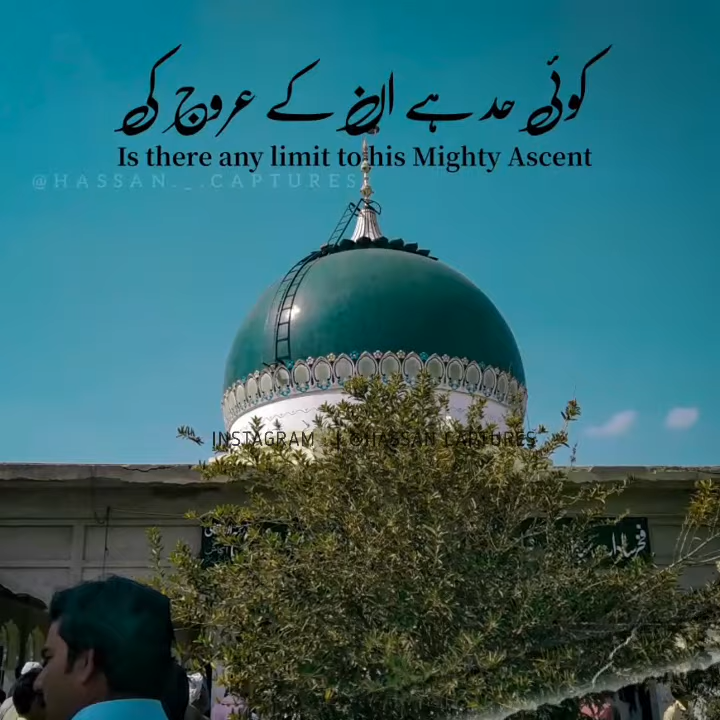 کوئی حد ہے ان کے عروج کی
Is there any limit to his Mighty Ascent
@HASSAN._.CAPTURES
INSTAGRAM | @HASSAN CAPTURES